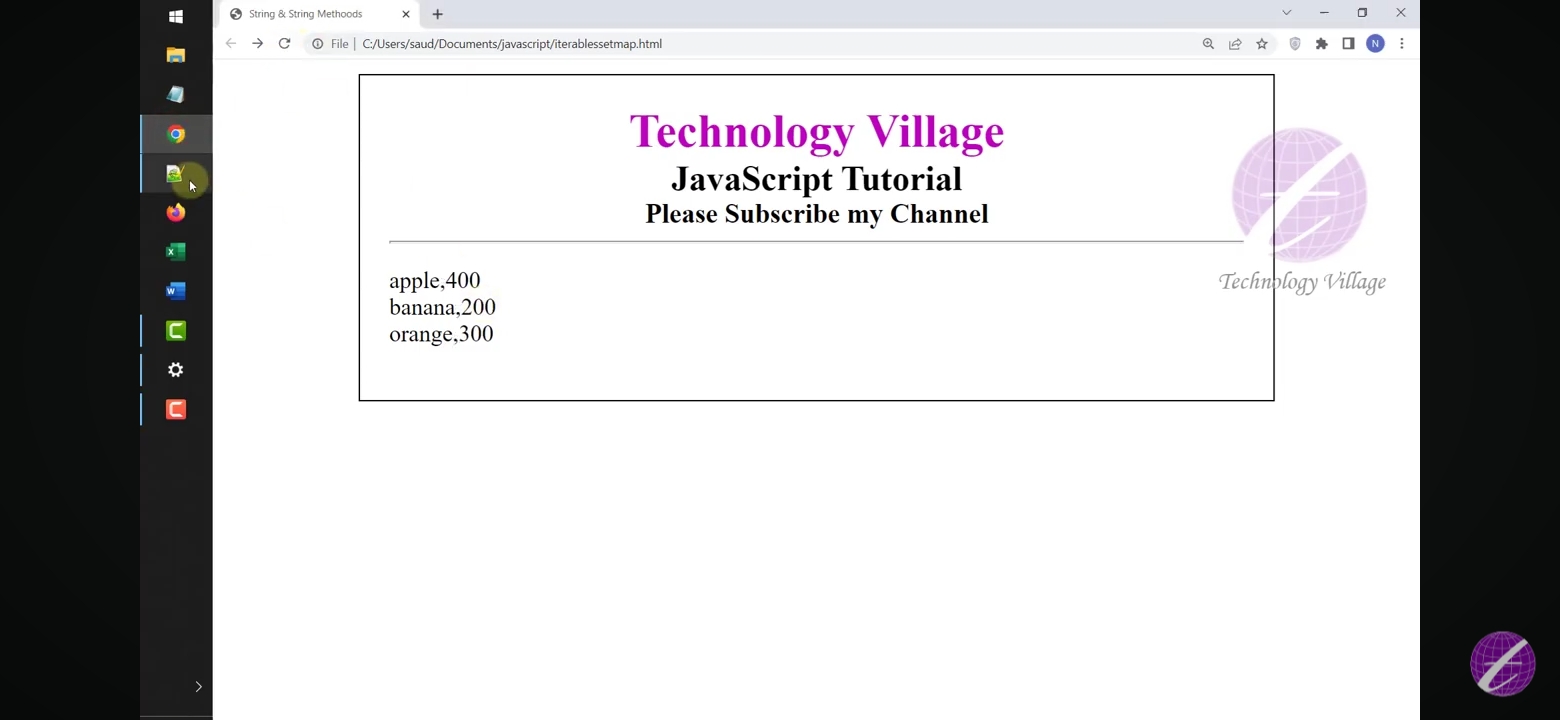 String & String Methoods
File
C:/Users/saud/Documents/javascript/iterablessetmap.html
N
Technology Village
JavaScript Tutorial
Please Subscribe my Channel
apple,400
banana,200
orange,300
Technology Village